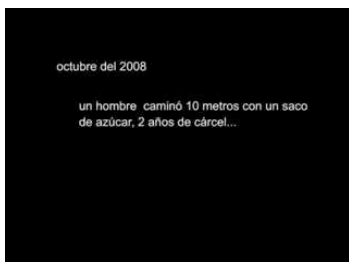 octubre del 2008
un hombre caminó 10 metros con un saco
de azúcar, 2 años de cárcel...